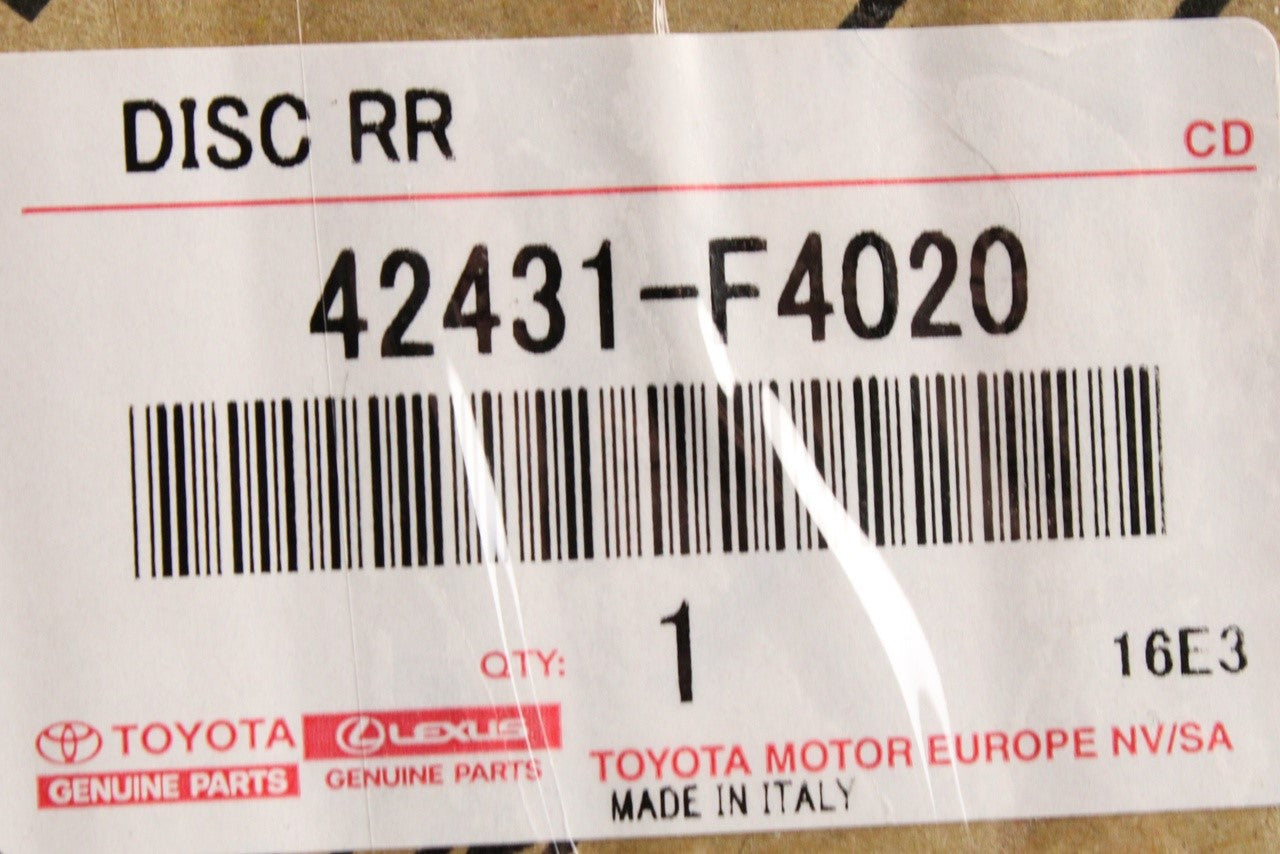 DISC RR
CD
42431-F4020
QTY: 1
16E3
TOYOTA
GENUINE PARTS
LEXUS
GENUINE PARTS
TOYOTA MOTOR EUROPE NV/SA
MADE IN ITALY